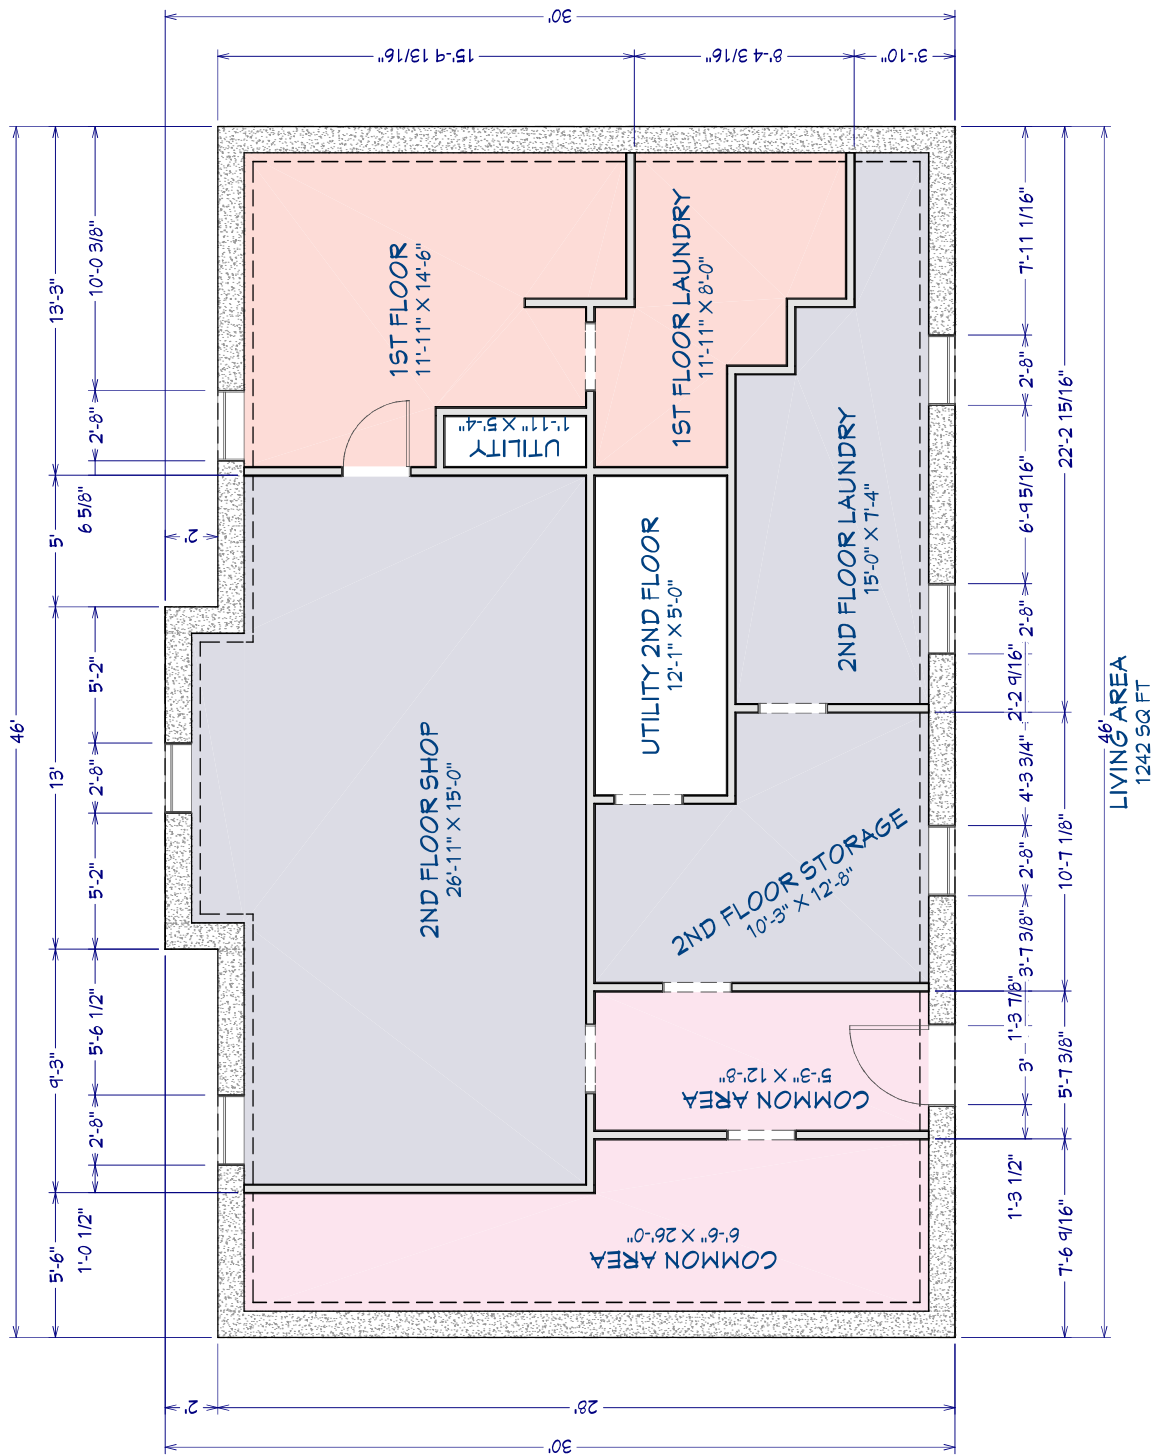 30'
15'-9 13/16"
8'-4 3/16"
3'-10"
46'
13'-3"
10'-0 3/8"
2'-8"
6 5/8"
5'
2'
13'
5'-2"
2'-8"
5'-2"
9'-3"
5'-6 1/2"
2'-8"
1'-0 1/2"
5'-6"
1ST FLOOR
11'-11" X 14'-6"
1ST FLOOR LAUNDRY
11'-11" X 8'-0"
UTILITY
1'-11" X 5'-4"
2ND FLOOR LAUNDRY
15'-0" X 7'-4"
UTILITY 2ND FLOOR
12'-1" X 5'-0"
2ND FLOOR SHOP
26'-11" X 15'-0"
2ND FLOOR STORAGE
10'-3" X 12'-8"
COMMON AREA
5'-3" X 12'-8"
COMMON AREA
6'-6" X 26'-0"
7'-11 1/16"
2'-8"
6'-9 5/16"
2'-8"
2'-2 9/16"
4'-3 3/4"
2'-8"
3'-7 3/8"
1'-3 7/8"
3'
1'-3 1/2"
22'-2 15/16"
10'-7 1/8"
5'-7 3/8"
7'-6 9/16"
46'
LIVING AREA
1242 SQ FT
2'
28'
30'